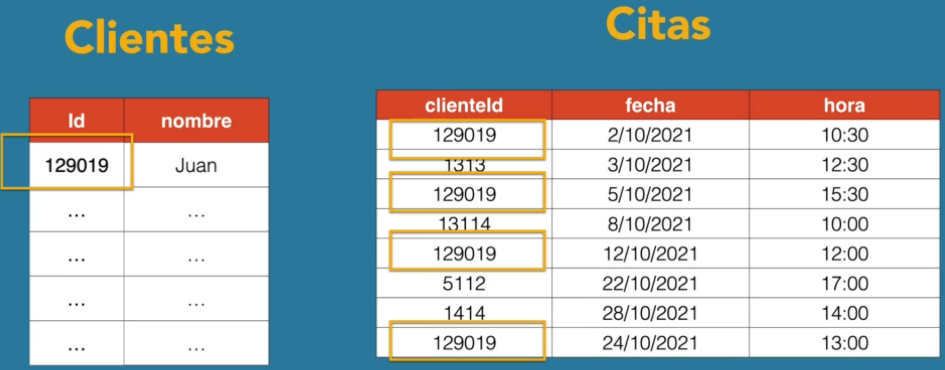 Clientes
Id nombre
129019 Juan
... ...
... ...
... ...
... ...
Citas
clienteId fecha hora
129019 2/10/2021 10:30
1313 3/10/2021 12:30
129019 5/10/2021 15:30
13114 8/10/2021 10:00
129019 12/10/2021 12:00
5112 22/10/2021 17:00
1414 28/10/2021 14:00
129019 24/10/2021 13:00